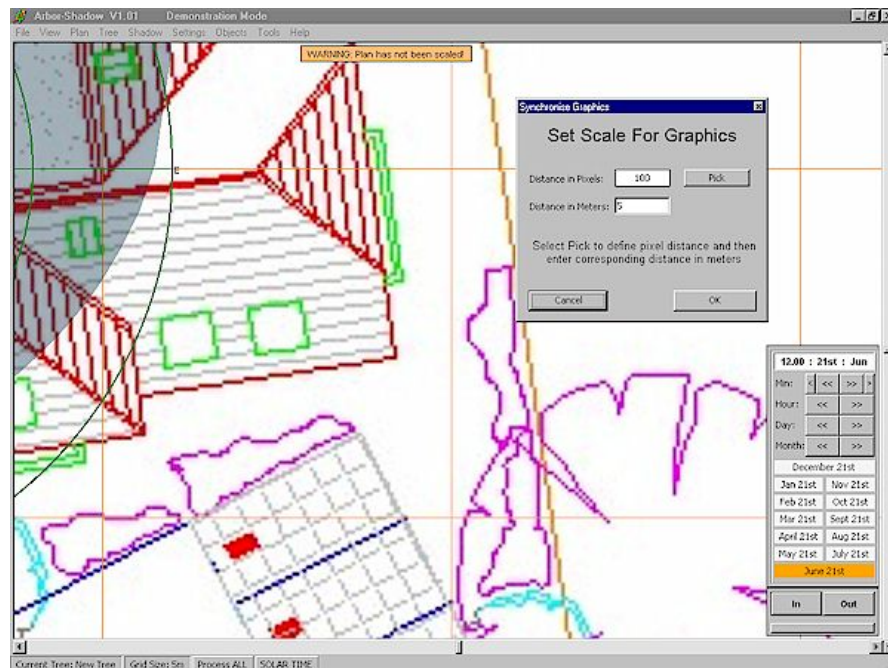 Arbor-Shadow V1.01 Demonstration Mode
File View Plan Tree Shadow Settings Objects Tools Help
WARNING: Plan has not been scaled!
Synchronise Graphics
Set Scale For Graphics
Distance in Pixels: 100 Pick
Distance in Meters: 5
Select Pick to define pixel distance and then
enter corresponding distance in meters
Cancel OK
E
12.00 : 21st : Jun
Min: < << >> >
Hour: << >>
Day: << >>
Month: << >>
December 21st
Jan 21st Nov 21st
Feb 21st Oct 21st
Mar 21st Sept 21st
April 21st Aug 21st
May 21st July 21st
June 21st
In Out
Current Tree: New Tree Grid Size: 5m Process ALL SOLAR TIME